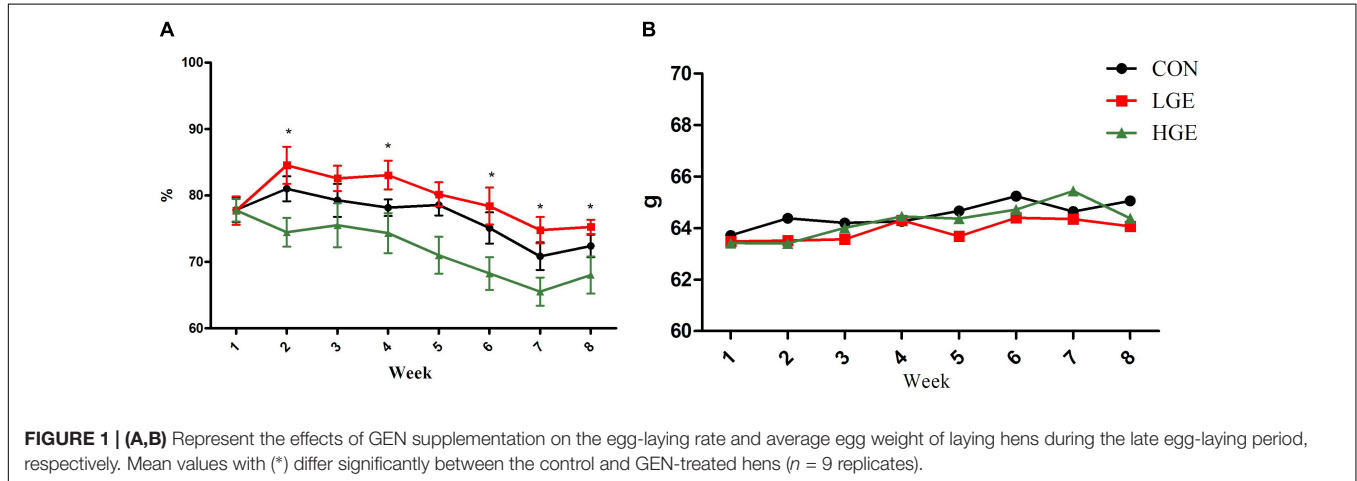 A
B
100
90
80
70
60
%
* * * * *
1 2 3 4 5 6 7 8
Week
70
68
66
64
62
60
g
1 2 3 4 5 6 7 8
Week
CON
LGE
HGE
FIGURE 1 | (A,B) Represent the effects of GEN supplementation on the egg-laying rate and average egg weight of laying hens during the late egg-laying period,
respectively. Mean values with (*) differ significantly between the control and GEN-treated hens (n = 9 replicates).